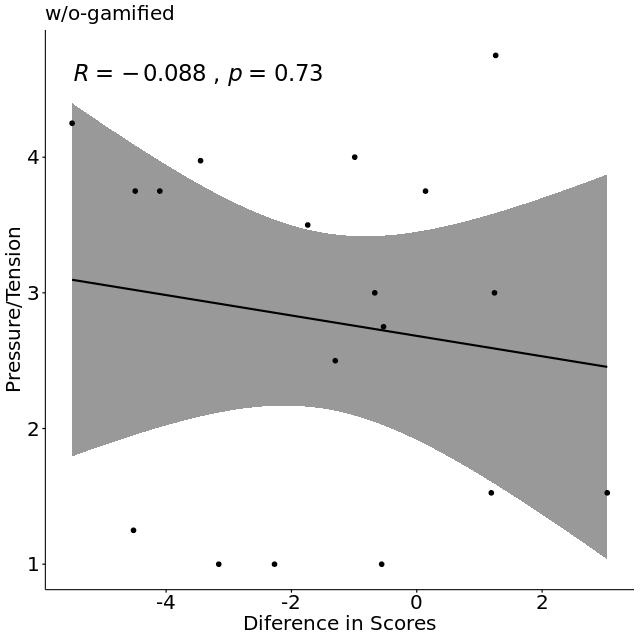 w/o-gamified
R = −0.088 , p = 0.73
Pressure/Tension
4
3
2
1
-4 -2 0 2
Diference in Scores